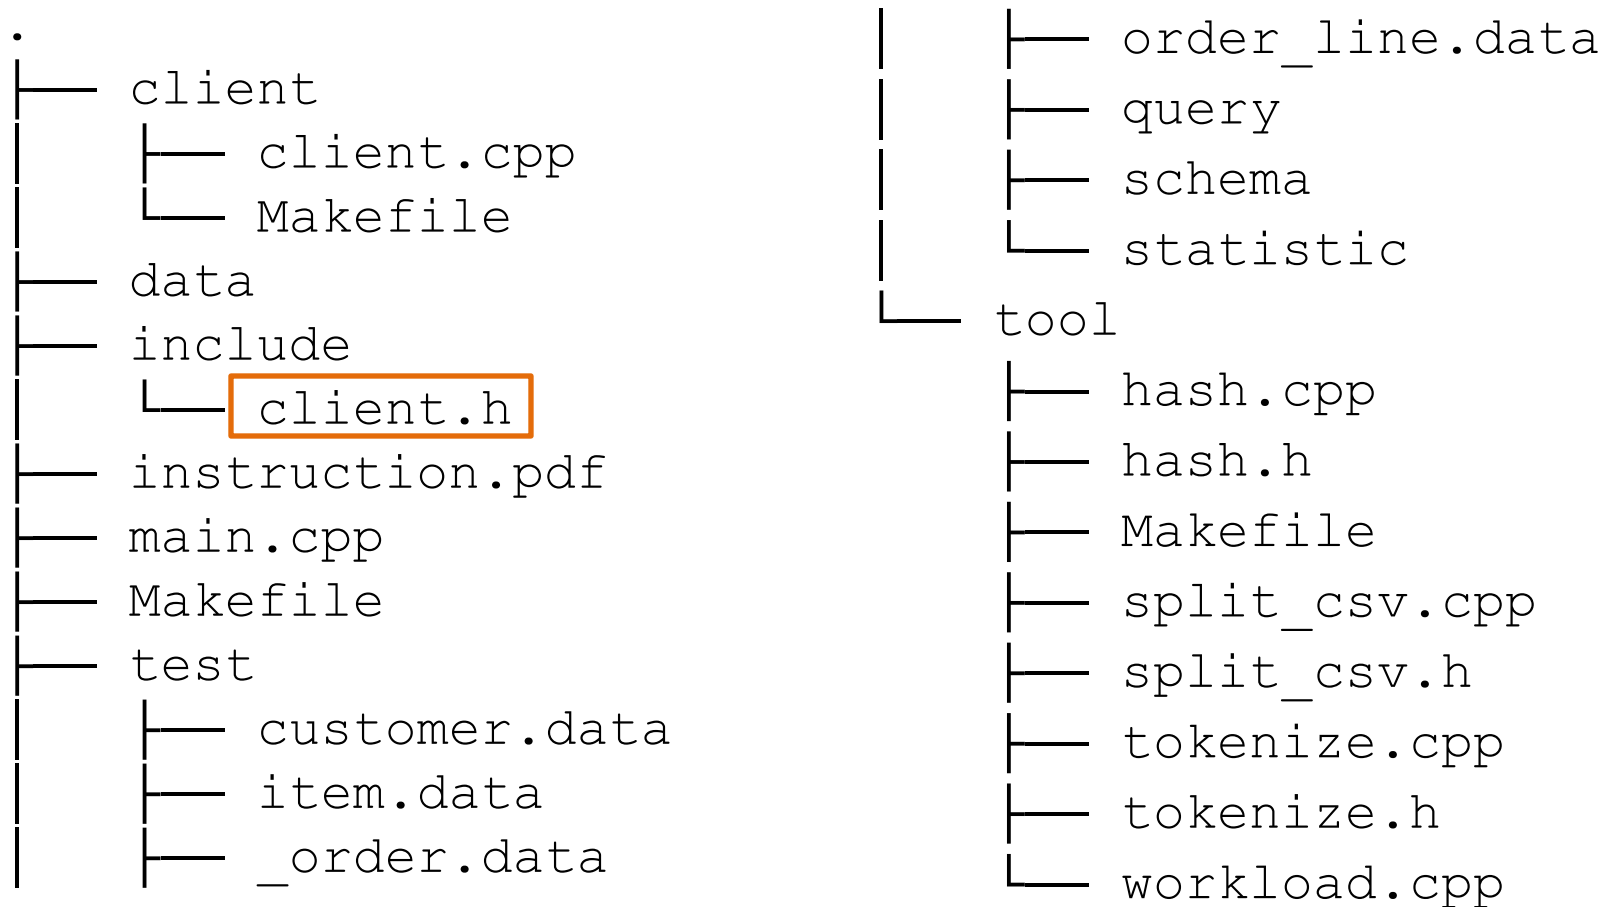 .
client
client.cpp
Makefile
data
include
client.h
instruction.pdf
main.cpp
Makefile
test
customer.data
item.data
_order.data
order_line.data
query
schema
statistic
tool
hash.cpp
hash.h
Makefile
split_csv.cpp
split_csv.h
tokenize.cpp
tokenize.h
workload.cpp